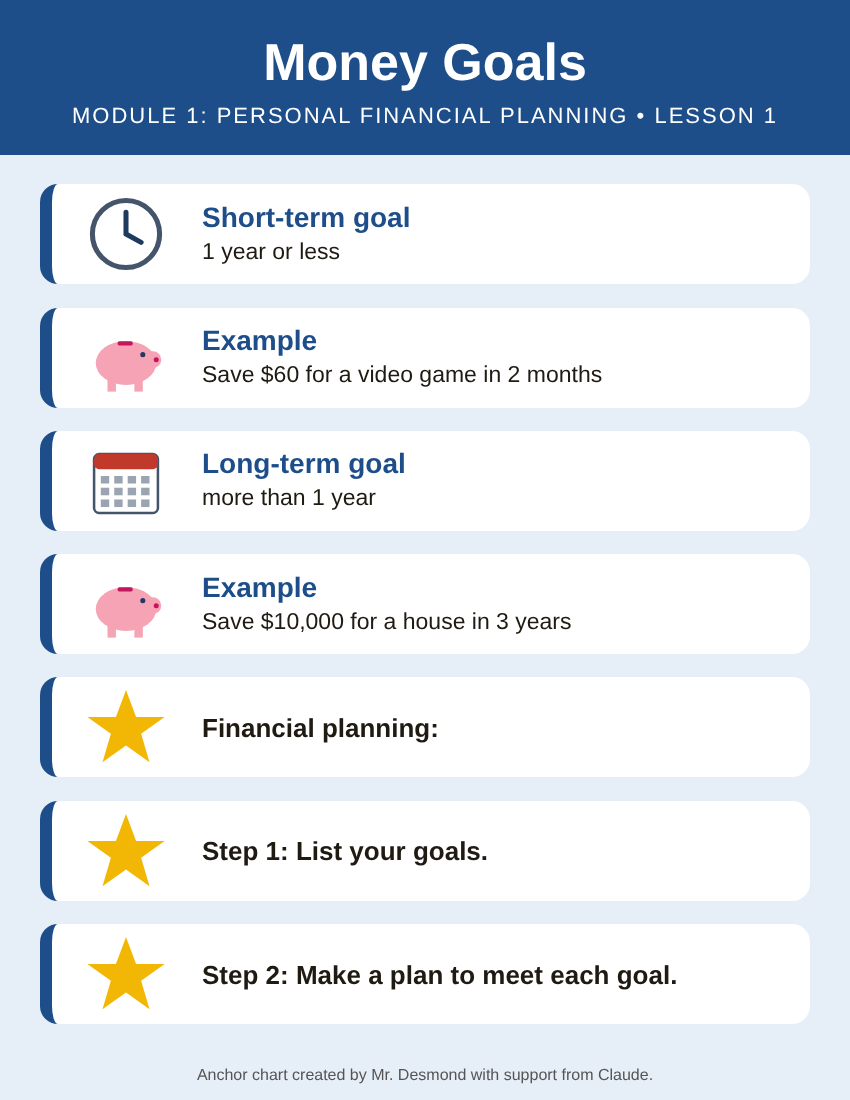 Money Goals
MODULE 1: PERSONAL FINANCIAL PLANNING • LESSON 1
Short-term goal
1 year or less
Example
Save $60 for a video game in 2 months
Long-term goal
more than 1 year
Example
Save $10,000 for a house in 3 years
Financial planning:
Step 1: List your goals.
Step 2: Make a plan to meet each goal.
Anchor chart created by Mr. Desmond with support from Claude.